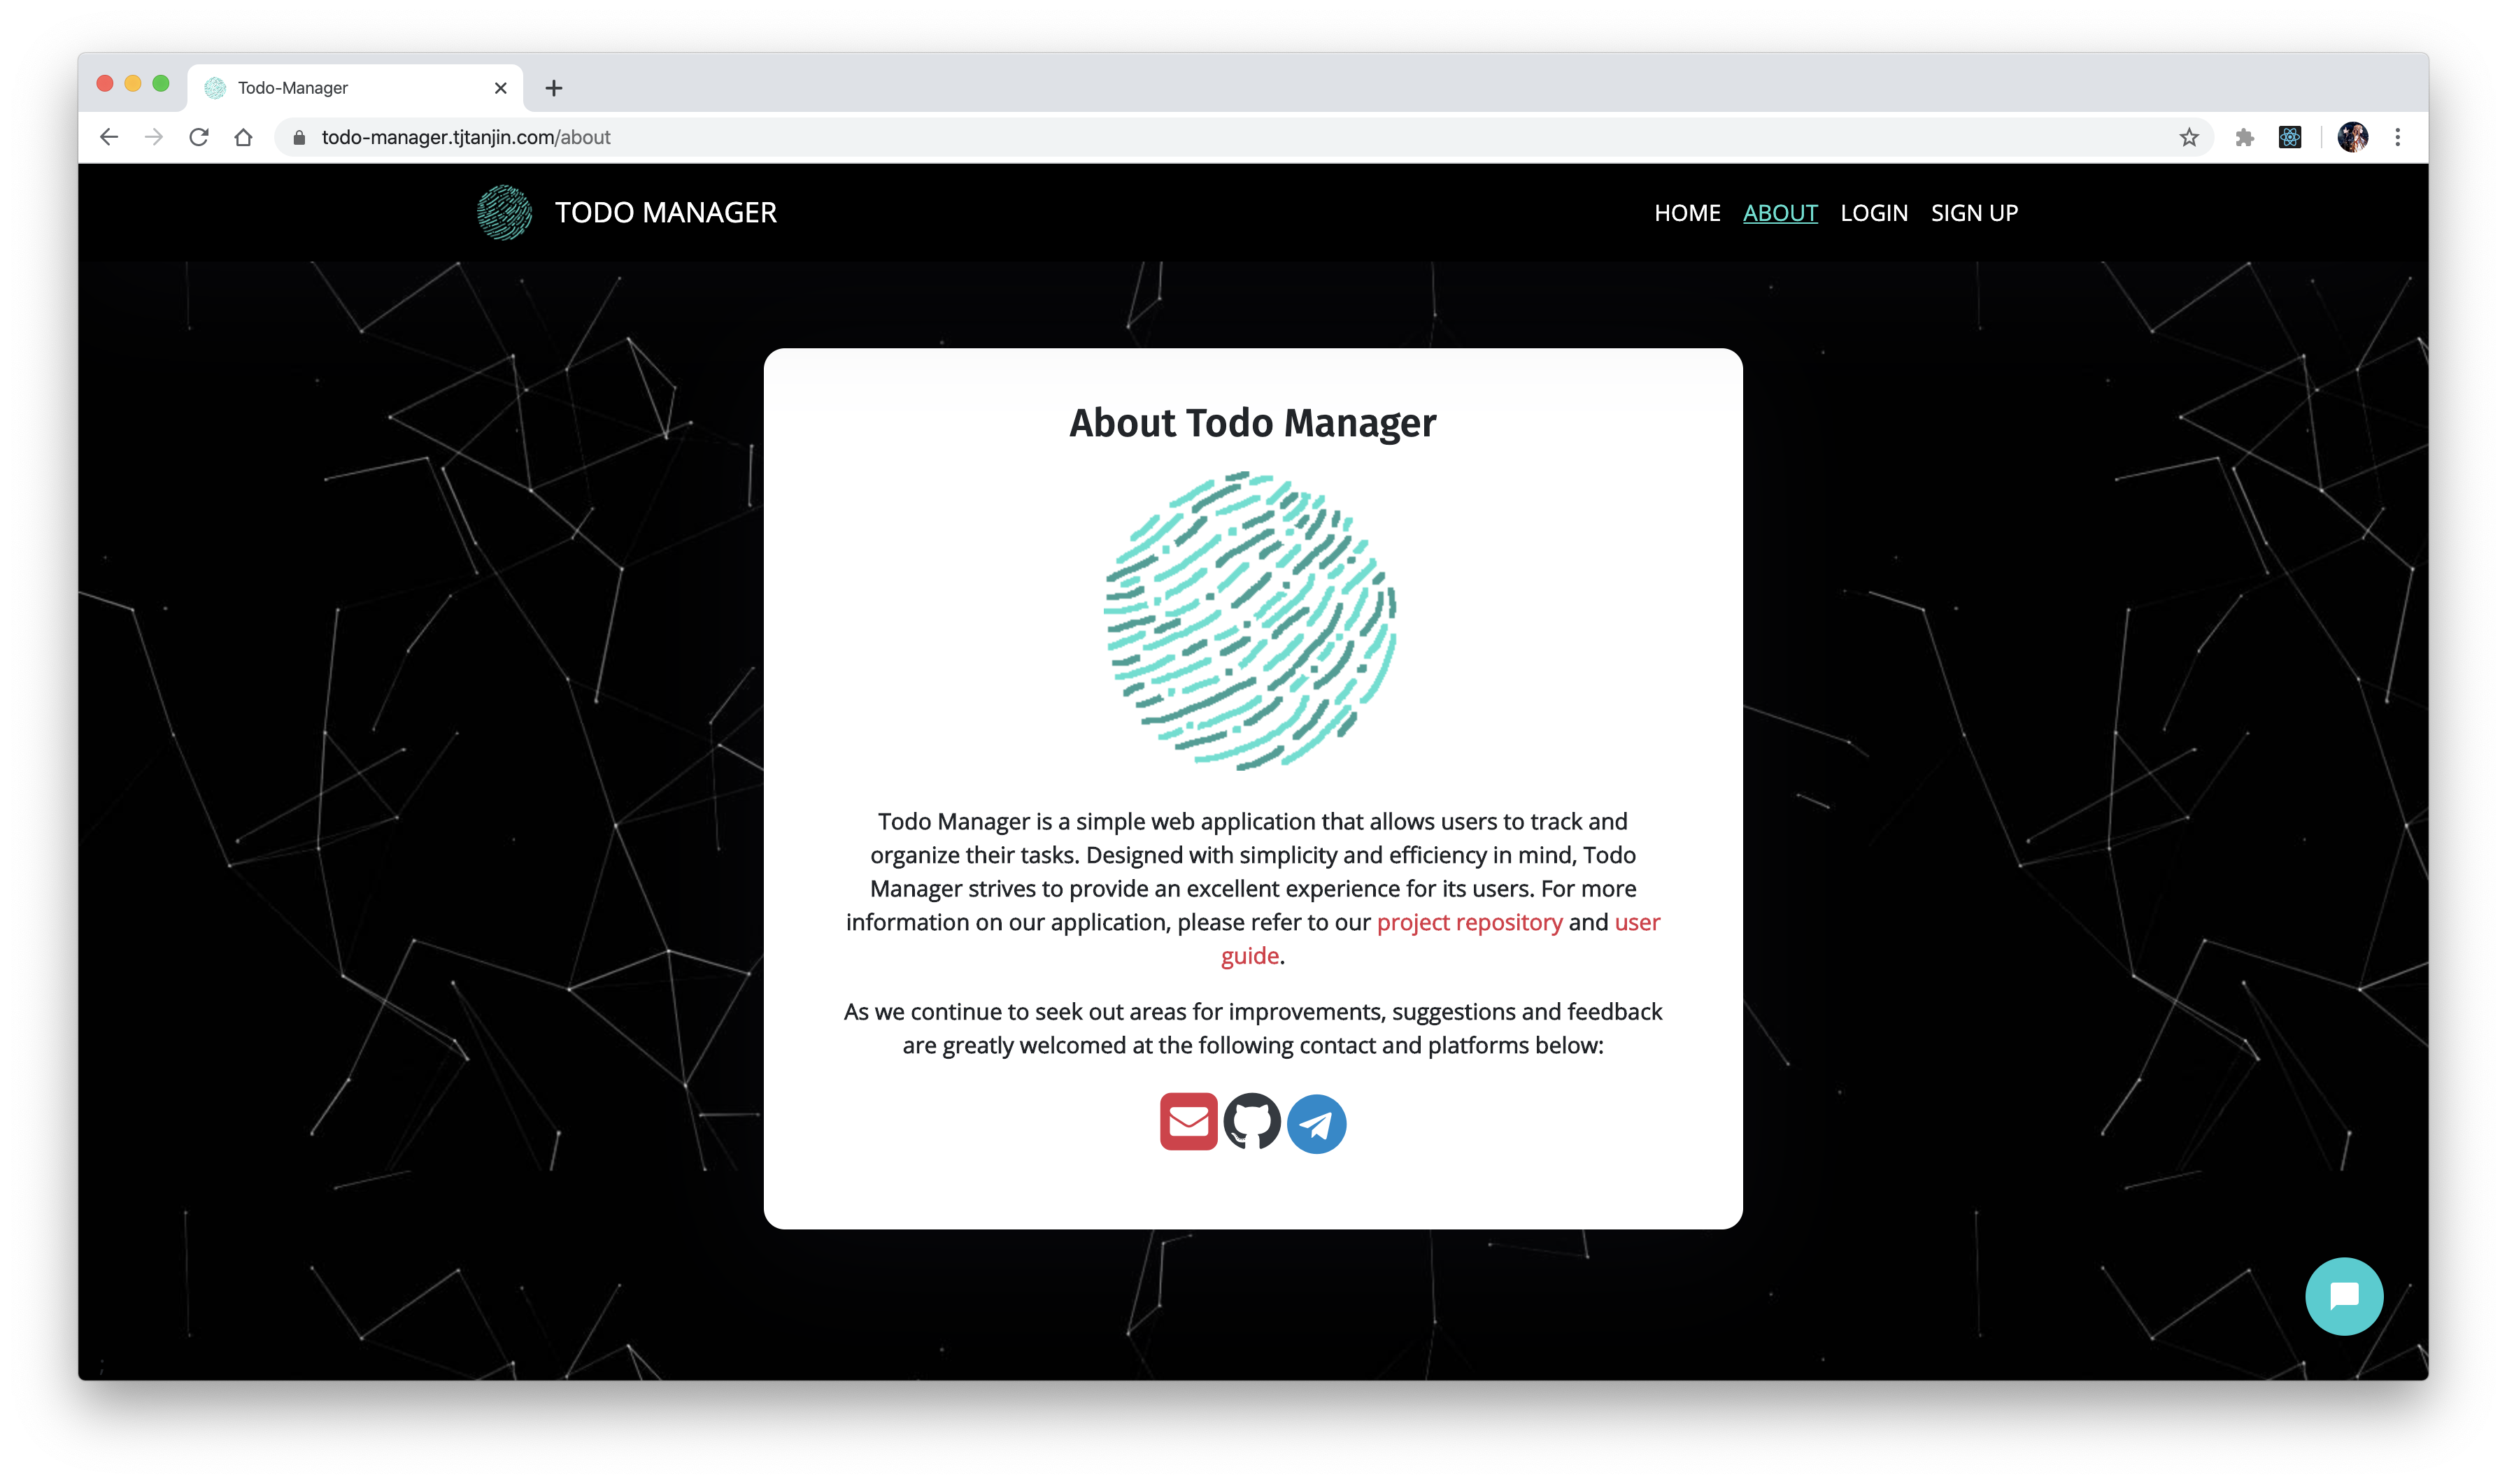 Todo-Manager
todo-manager.tjtanjin.com/about
TODO MANAGER
HOME ABOUT LOGIN SIGN UP
About Todo Manager
Todo Manager is a simple web application that allows users to track and
organize their tasks. Designed with simplicity and efficiency in mind, Todo
Manager strives to provide an excellent experience for its users. For more
information on our application, please refer to our project repository and user
guide.
As we continue to seek out areas for improvements, suggestions and feedback
are greatly welcomed at the following contact and platforms below: